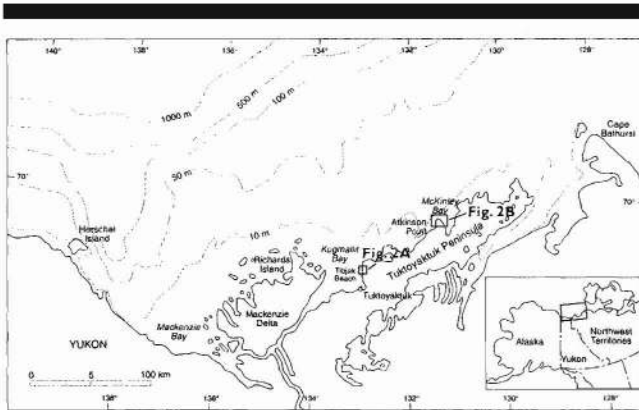 140° 138° 136° 134° 132° 130° 128°
1000 m
500 m
100 m
50 m
10 m
Cape
Bathurst
70°
70°
McKinley
Bay
Fig. 2B
Atkinson
Point
Herschel
Island
Kugmallit
Bay
Fig. 2A
Richards
Island
Beach
Tuktoyaktuk Peninsula
Tuktoyaktuk
Mackenzie
Delta
Mackenzie
Bay
YUKON
Alaska
Yukon
Northwest
Territories
0 5 100 km
138° 136° 134° 132° 130° 128°